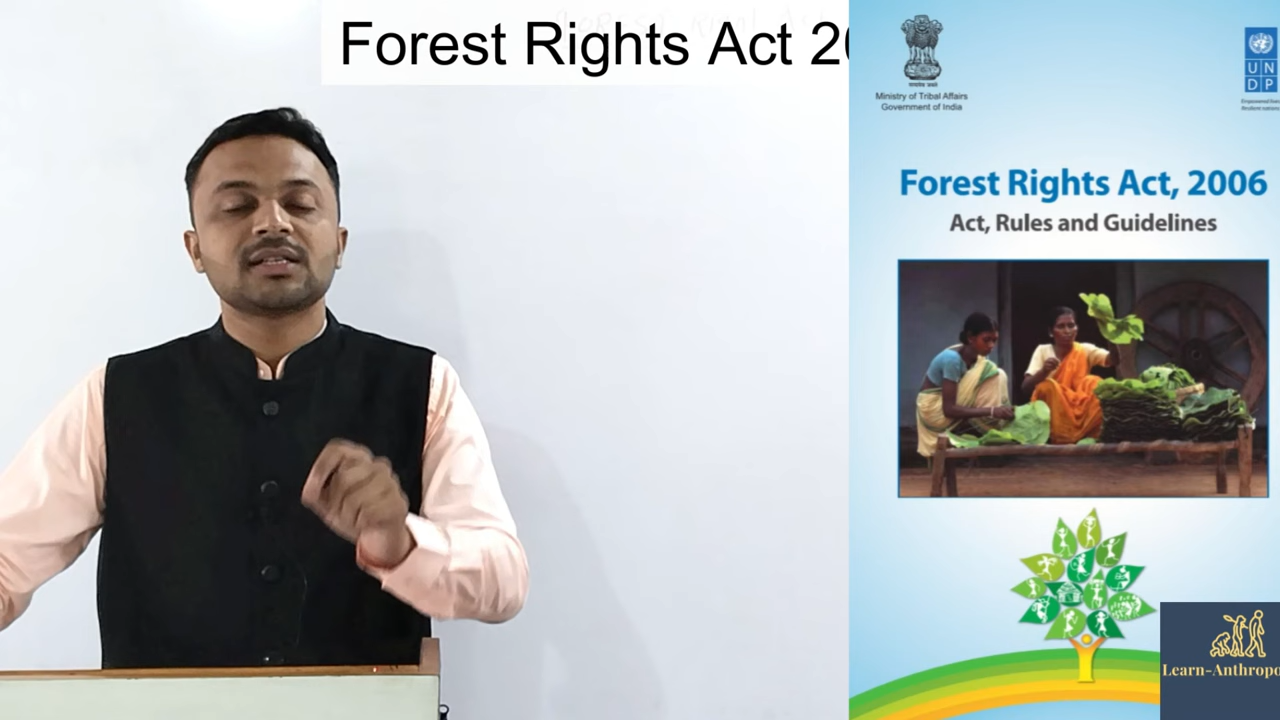 Forest Rights Act 20
Ministry of Tribal Affairs
Government of India
U N
D P
Forest Rights Act, 2006
Act, Rules and Guidelines
Learn-Anthropo